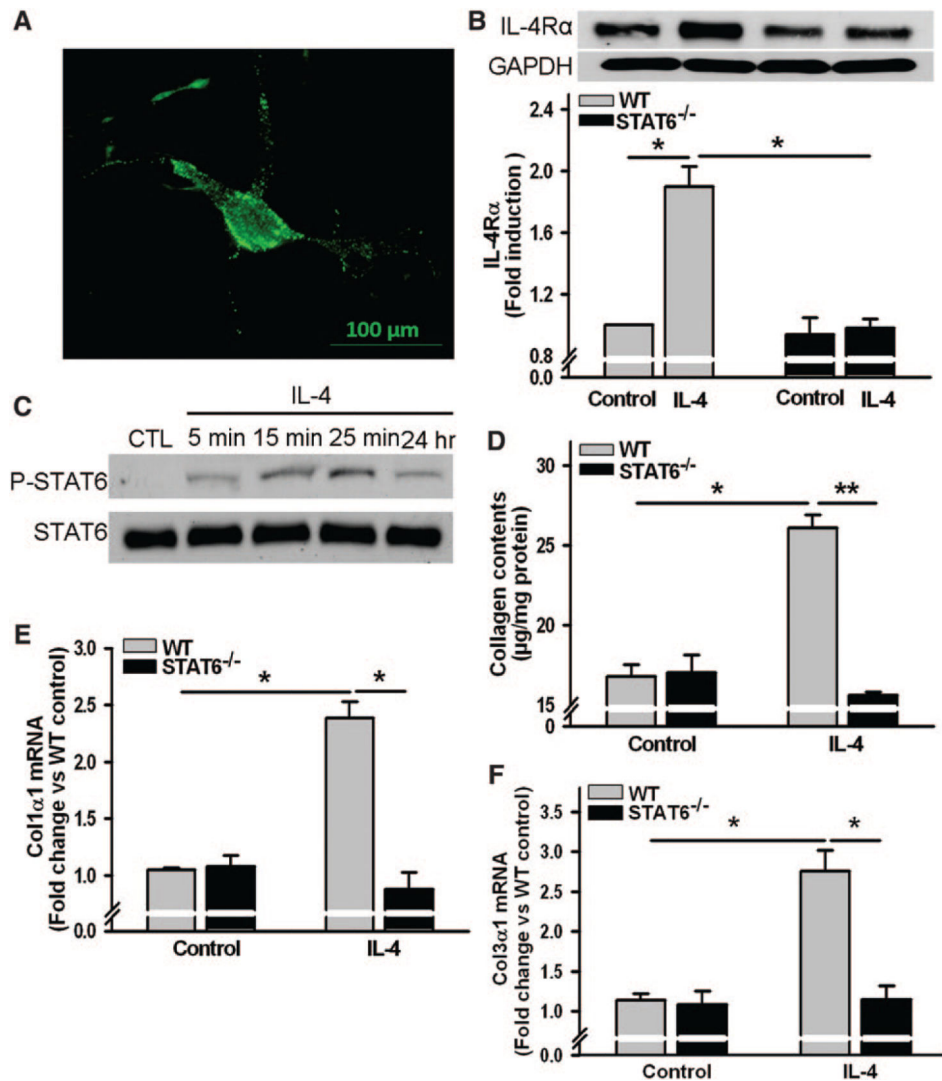 A
100 µm
B
IL-4Rα
GAPDH
WT
STAT6-/-
*
*
IL-4Rα
(Fold induction )
2.4
2.0
1.6
1.2
0.8
0.0
Control
IL-4
Control
IL-4
C
IL-4
CTL 5 min 15 min 25 min 24 hr
P-STAT6
STAT6
D
WT
STAT6-/-
*
**
Collagen contents
(µg/mg protein)
30
25
20
15
0
Control
IL-4
E
WT
STAT6-/-
*
*
Col1α1 mRNA
(Fold change vs WT control)
3.0
2.5
2.0
1.5
1.0
0.0
Control
IL-4
F
WT
STAT6-/-
*
*
Col3α1 mRNA
(Fold change vs WT control)
3.5
3.0
2.5
2.0
1.5
1.0
0.0
Control
IL-4